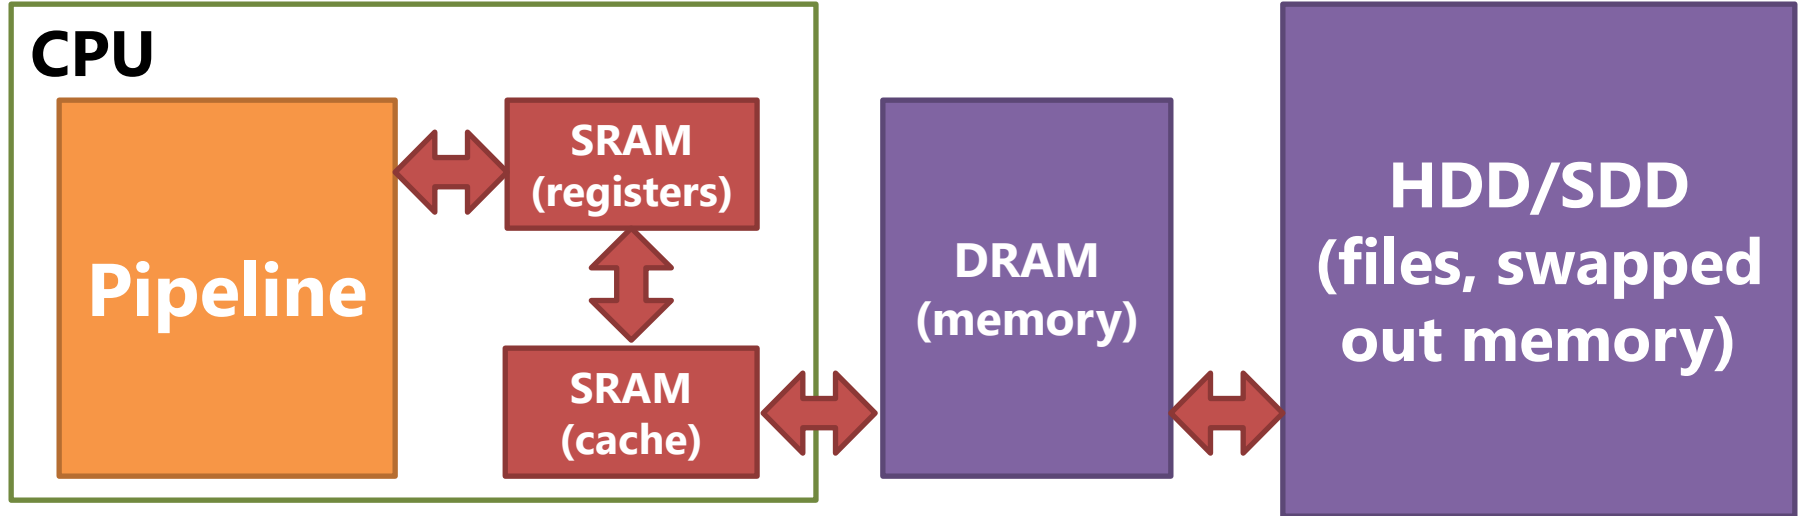 CPU
Pipeline
SRAM
(registers)
SRAM
(cache)
DRAM
(memory)
HDD/SDD
(files, swapped
out memory)